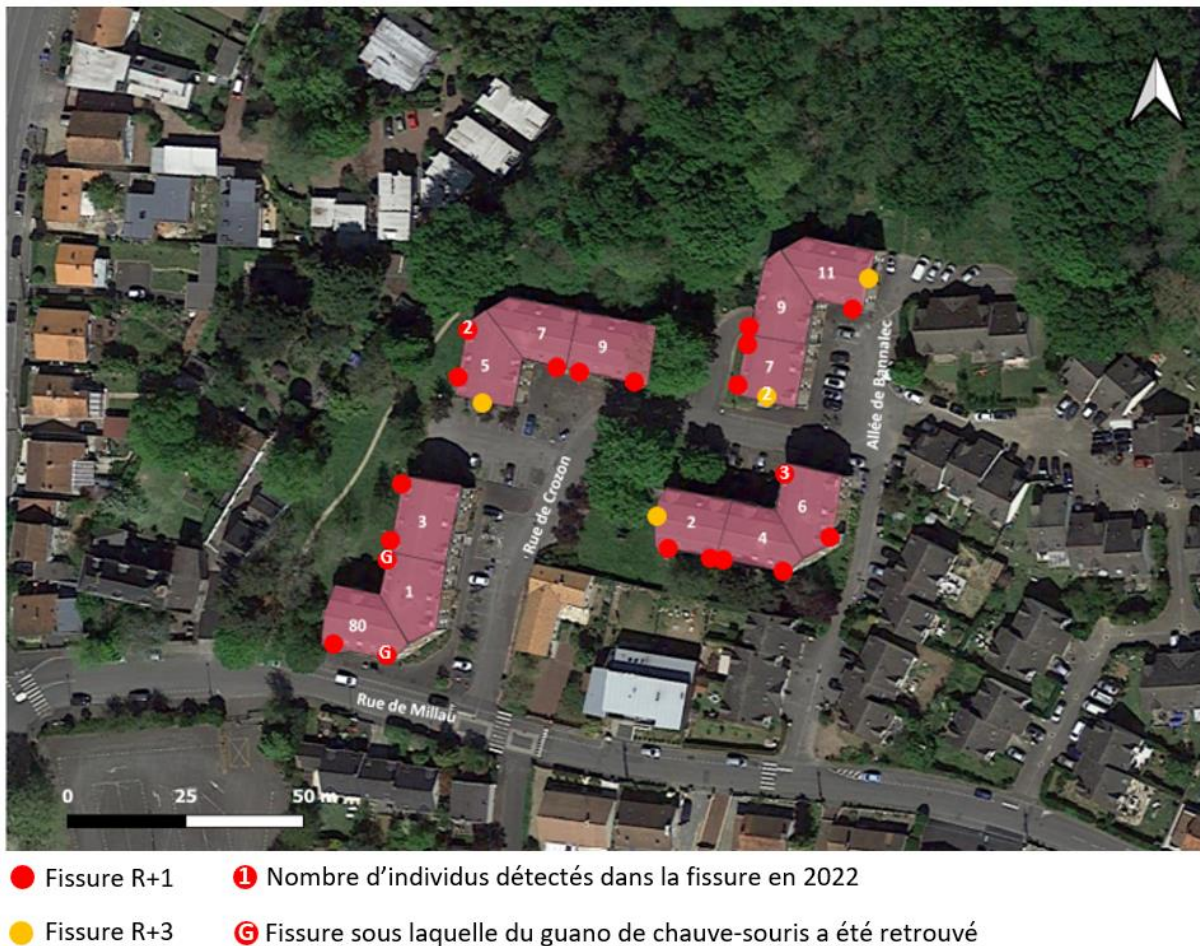 11
9
7
2
7
9
2
5
Allée de Bannalec
3
6
2
4
3
Rue de Crozon
G
1
80
G
Rue de Millau
0 25 50 m
Fissure R+1
1 Nombre d'individus détectés dans la fissure en 2022
Fissure R+3
G Fissure sous laquelle du guano de chauve-souris a été retrouvé